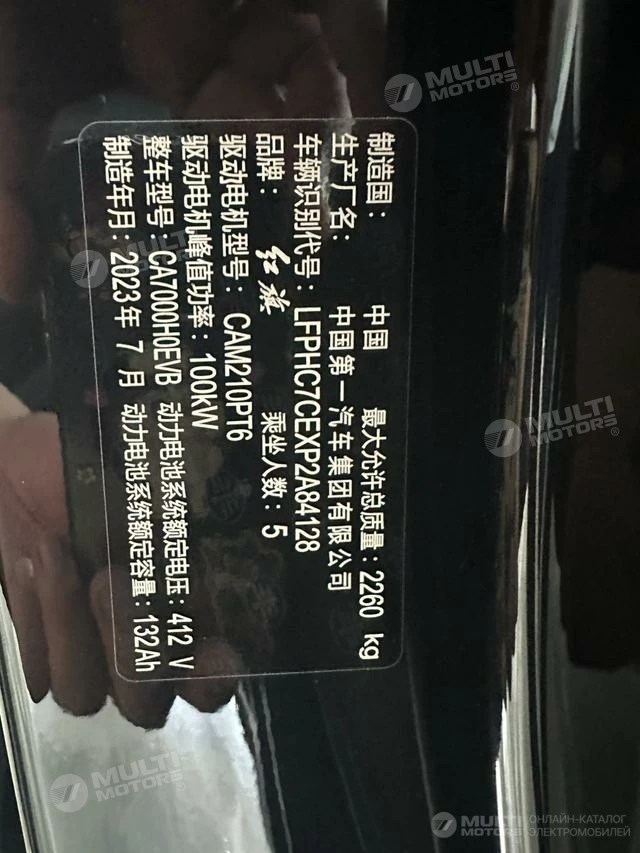 制造国： 中国 最大允许总质量：2260 kg
生产厂名： 中国第一汽车集团有限公司
车辆识别代号：LFPHC7CEXP2A84128
品牌： 红旗 乘坐人数：5
驱动电机型号：CAM210PT6
驱动电机峰值功率：100kW
整车型号：CA7000H0EVB 动力电池系统额定电压：412 V
制造年月：2023年 7 月 动力电池系统额定容量：132Ah
MULTI MOTORS®
MULTI MOTORS
MULTI MOTORS
MULTI MOTORS
MULTI MOTORS ОНЛАЙН-КАТАЛОГ ЭЛЕКТРОМОБИЛЕЙ